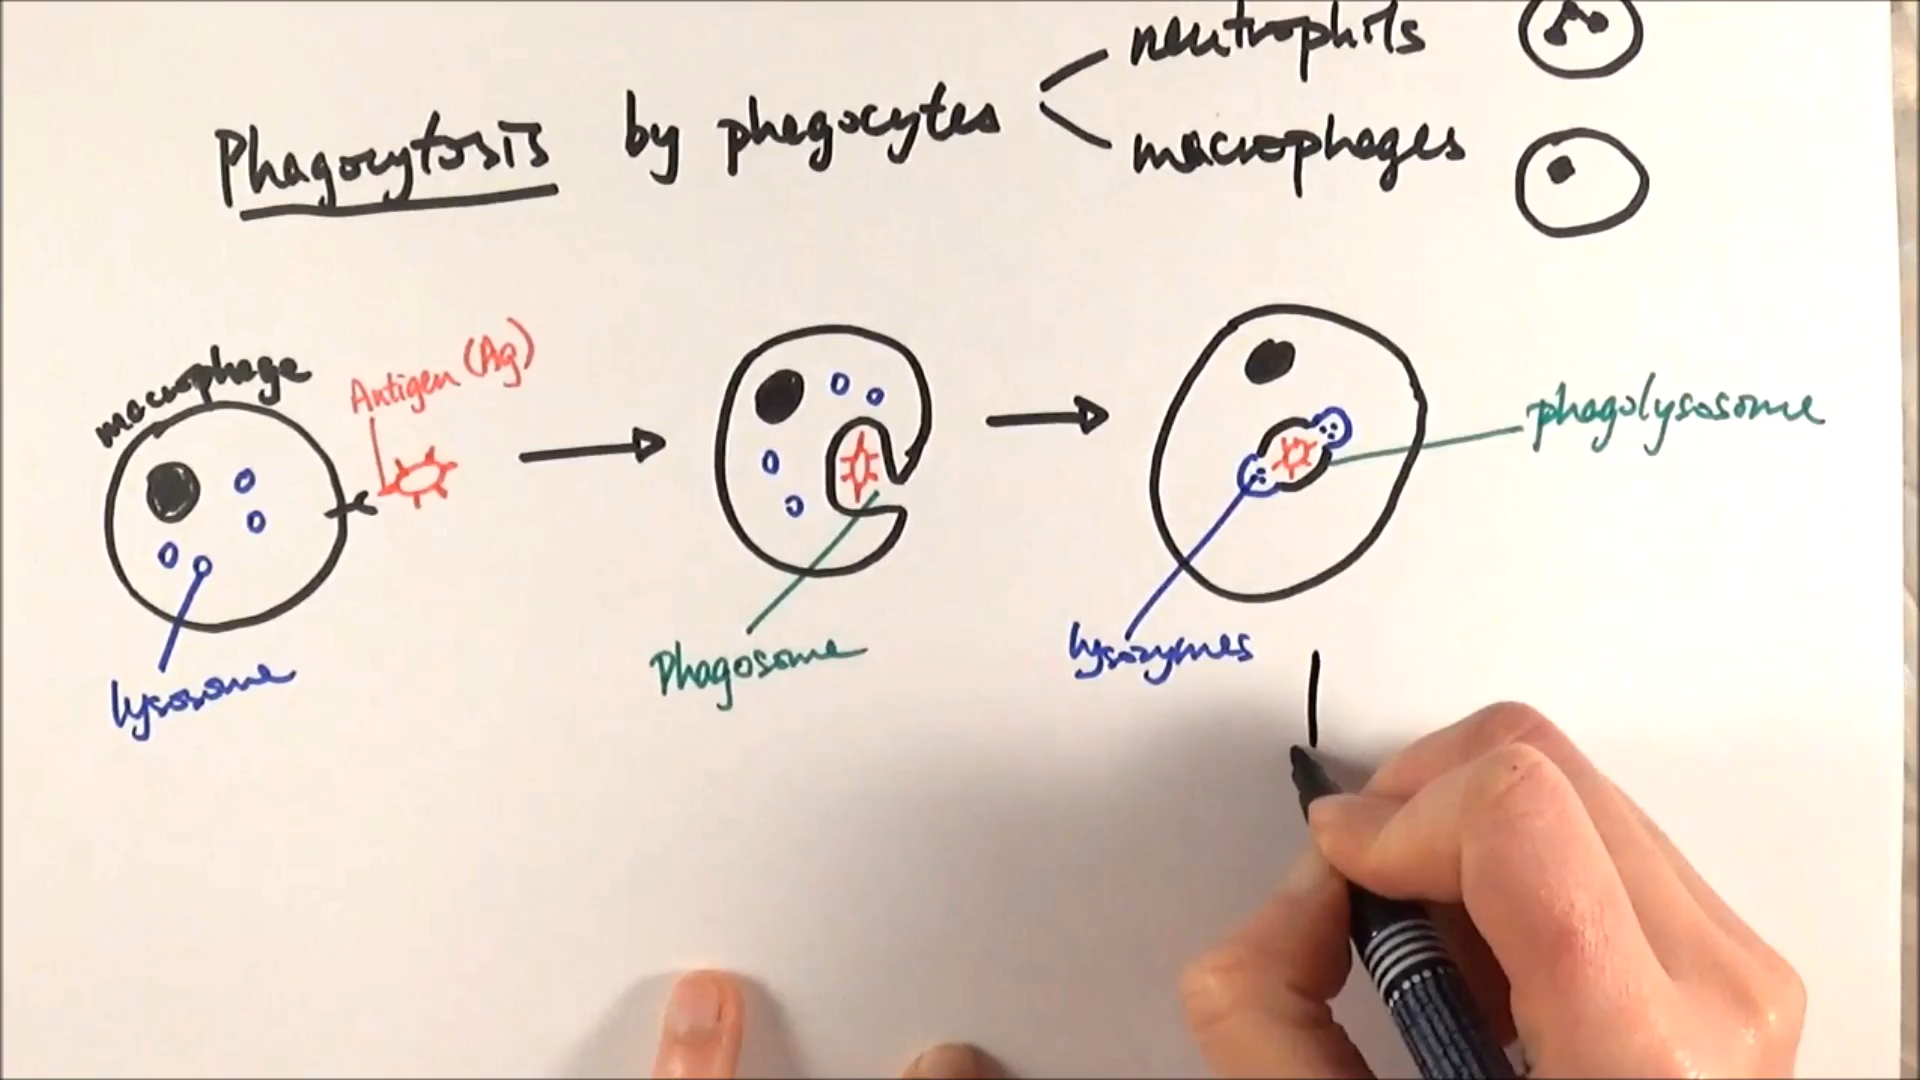 neutrophils
Phagocytosis by phagocytes
macrophages
macrophage
Antigen (Ag)
phagolysosome
lysosome
Phagosome
lysozymes